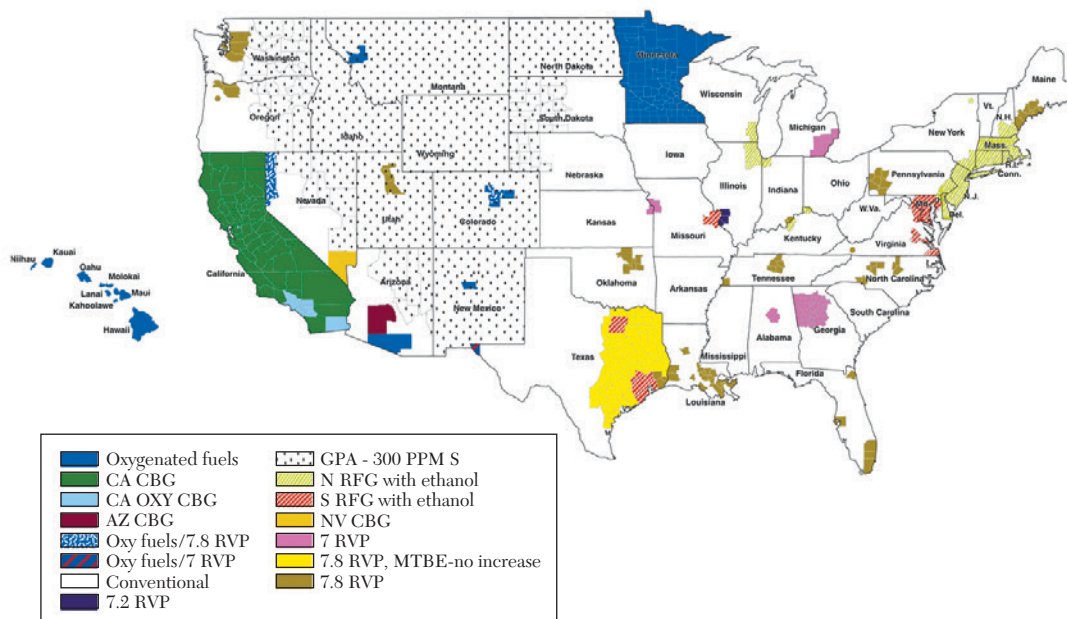 Washington
Montana
North Dakota
Minnesota
Oregon
Idaho
Wyoming
South Dakota
Wisconsin
Michigan
Maine
Vt.
N.H.
New York
Mass.
R.I.
Conn.
Iowa
Nebraska
Nevada
Utah
Colorado
Kansas
Illinois
Indiana
Ohio
Pennsylvania
N.J.
Del.
Md.
W.Va.
Virginia
Missouri
Kentucky
California
Arizona
New Mexico
Oklahoma
Arkansas
Tennessee
North Carolina
South Carolina
Texas
Louisiana
Mississippi
Alabama
Georgia
Florida
Niihau
Kauai
Oahu
Molokai
Lanai
Maui
Kahoolawe
Hawaii
Oxygenated fuels
CA CBG
CA OXY CBG
AZ CBG
Oxy fuels/7.8 RVP
Oxy fuels/7 RVP
Conventional
7.2 RVP
GPA - 300 PPM S
N RFG with ethanol
S RFG with ethanol
NV CBG
7 RVP
7.8 RVP, MTBE-no increase
7.8 RVP